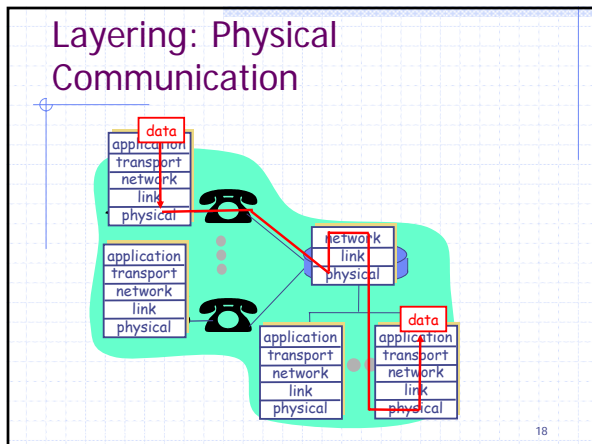 Layering: Physical
Communication
data
application
transport
network
link
physical
application
transport
network
link
physical
network
link
physical
application
transport
network
link
physical
data
application
transport
network
link
physical
18